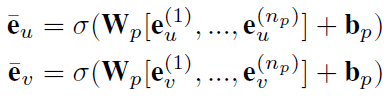 ē_u = σ(W_p[e_u^(1), ..., e_u^(n_p)] + b_p)
ē_v = σ(W_p[e_v^(1), ..., e_v^(n_p)] + b_p)